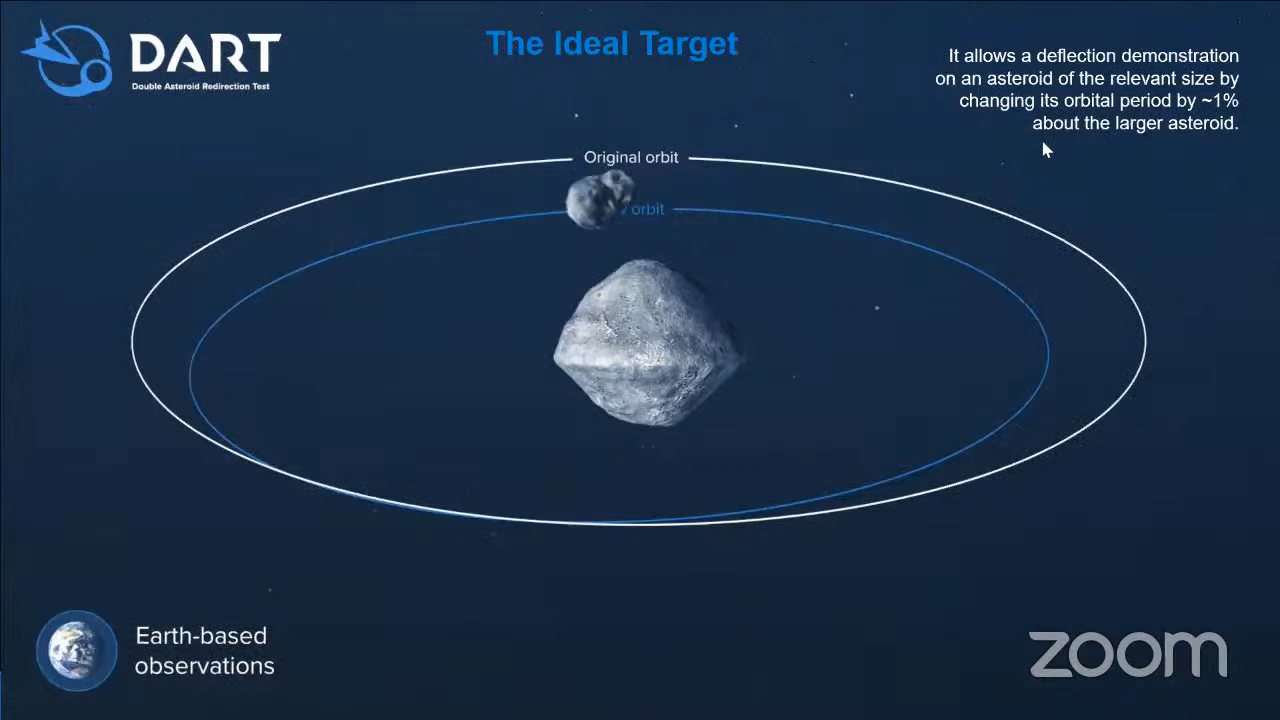 DART
Double Asteroid Redirection Test
The Ideal Target
It allows a deflection demonstration
on an asteroid of the relevant size by
changing its orbital period by ~1%
about the larger asteroid.
Original orbit
orbit
Earth-based
observations
zoom